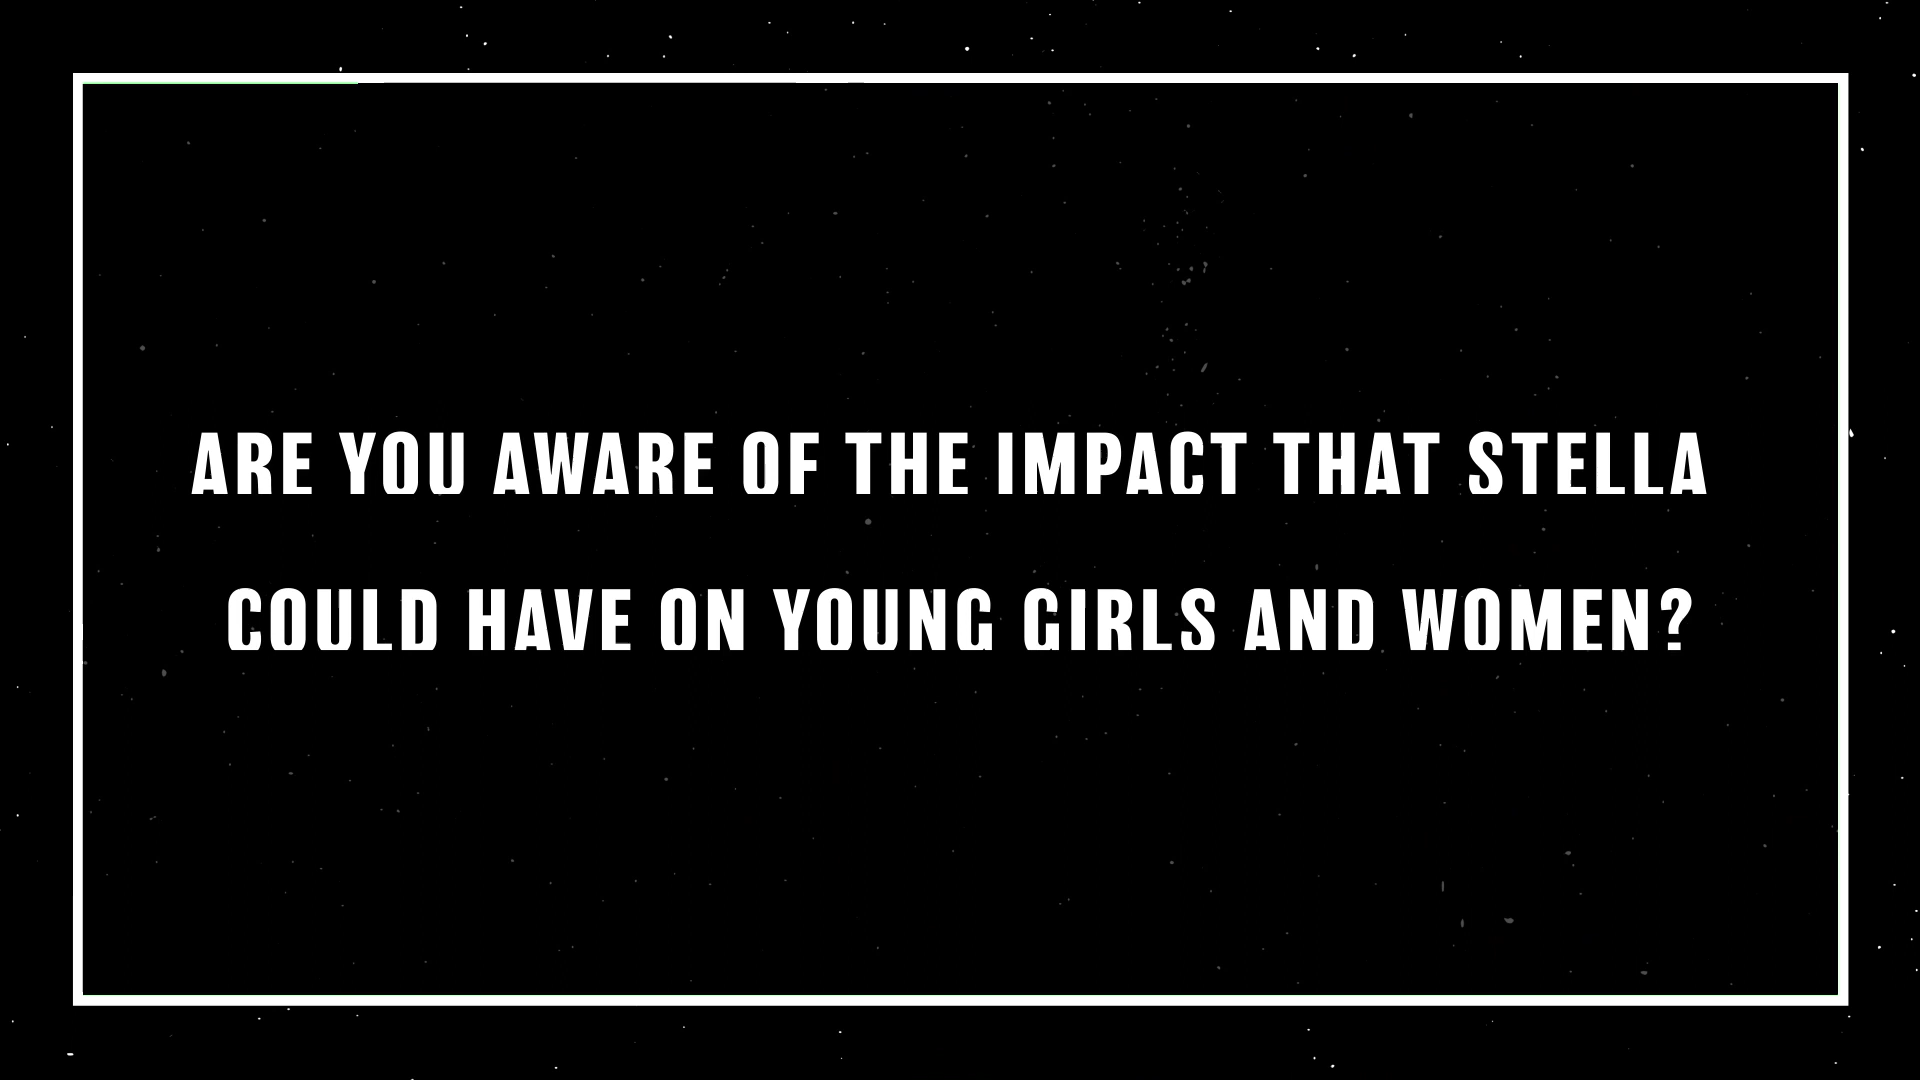 ARE YOU AWARE OF THE IMPACT THAT STELLA
COULD HAVE ON YOUNG GIRLS AND WOMEN?